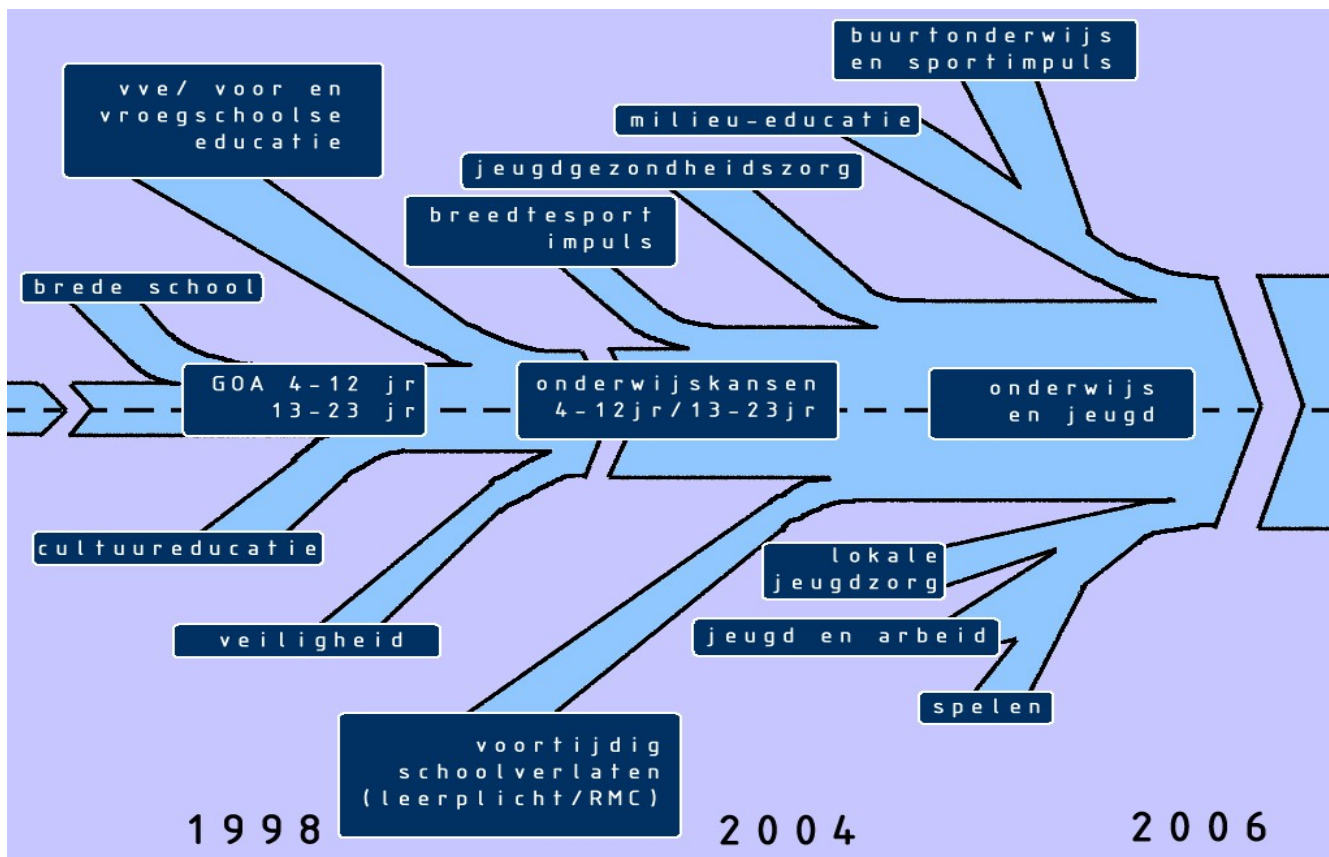 buurtonderwijs
en sportimpuls
vve/ voor en
vroegschoolse
educatie
milieu-educatie
jeugdgezondheidszorg
breedtesport
impuls
brede school
GOA 4-12 jr
13-23 jr
onderwijskansen
4-12jr/13-23jr
onderwijs
en jeugd
cultuureducatie
lokale
jeugdzorg
veiligheid
jeugd en arbeid
spelen
voortijdig
schoolverlaten
(leerplicht/RMC)
1998
2004
2006